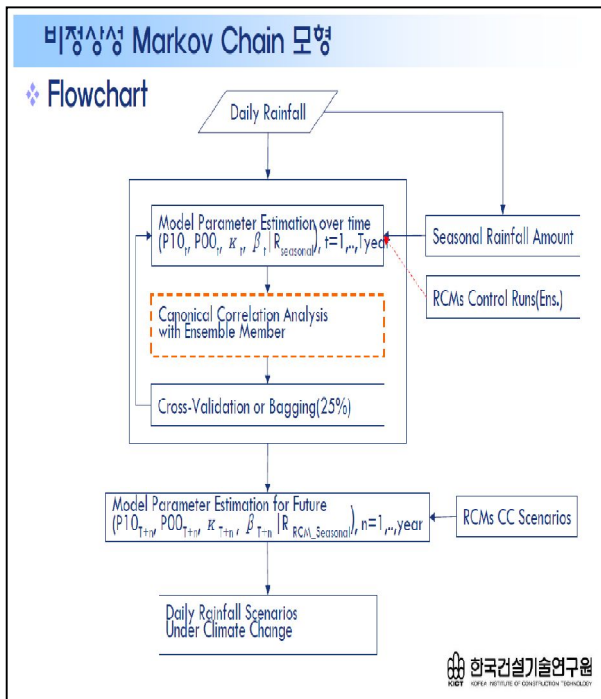 비정상성 Markov Chain 모형
Flowchart
Daily Rainfall
Model Parameter Estimation over time
(P10t, P00t, κt, βt|Rseasonal), t=1,..,Tyear
Seasonal Rainfall Amount
RCMs Control Runs(Ens.)
Canonical Correlation Analysis
with Ensemble Member
Cross-Validation or Bagging(25%)
Model Parameter Estimation for Future
(P10T+n, P00T+n, κT+n, βT+n |R RCM_Seasonal), n=1,..,year
RCMs CC Scenarios
Daily Rainfall Scenarios
Under Climate Change
KICT 한국건설기술연구원
KOREA INSTITUTE OF CONSTRUCTION TECHNOLOGY